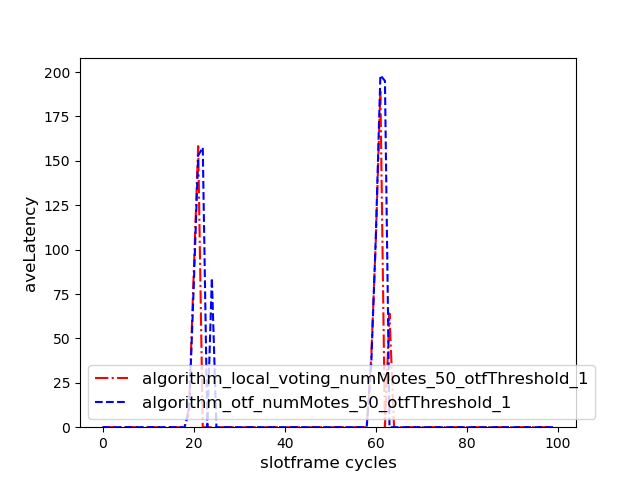 200
175
150
125
100
75
50
25
0
aveLatency
algorithm_local_voting_numMotes_50_otfThreshold_1
algorithm_otf_numMotes_50_otfThreshold_1
0 20 40 60 80 100
slotframe cycles